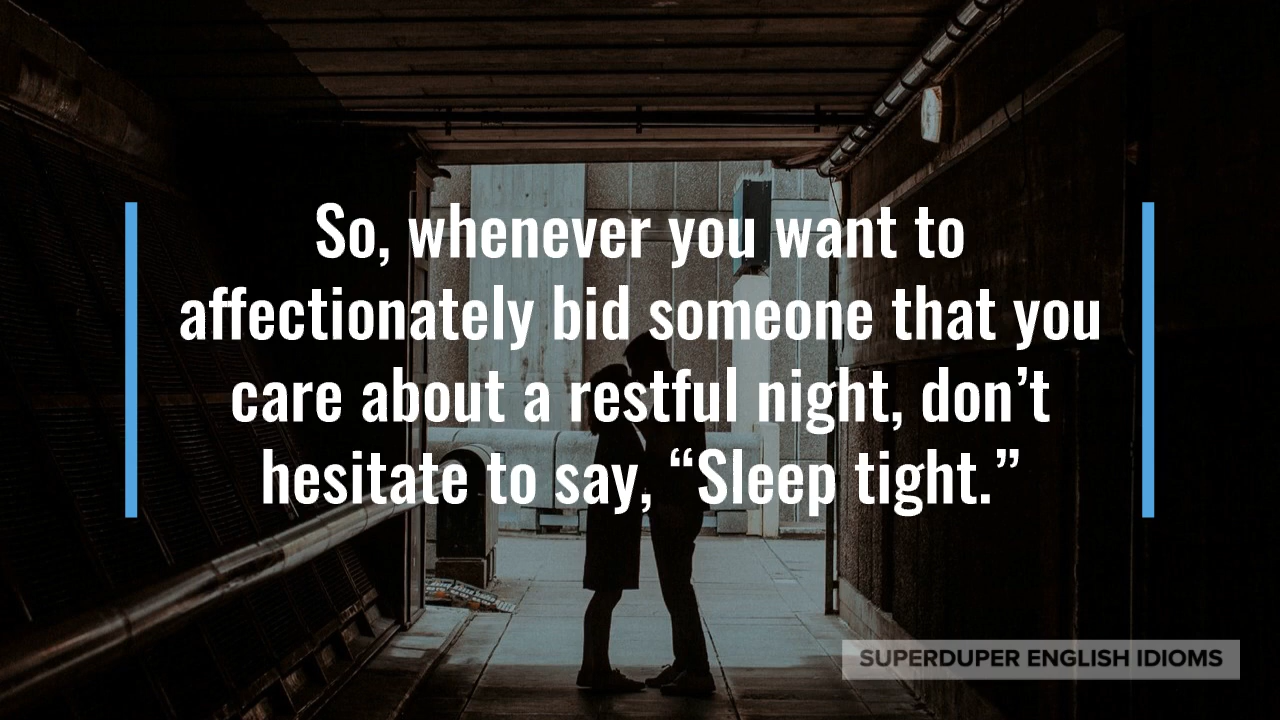 So, whenever you want to
affectionately bid someone that you
care about a restful night, don’t
hesitate to say, “Sleep tight.”
SUPERDUPER ENGLISH IDIOMS